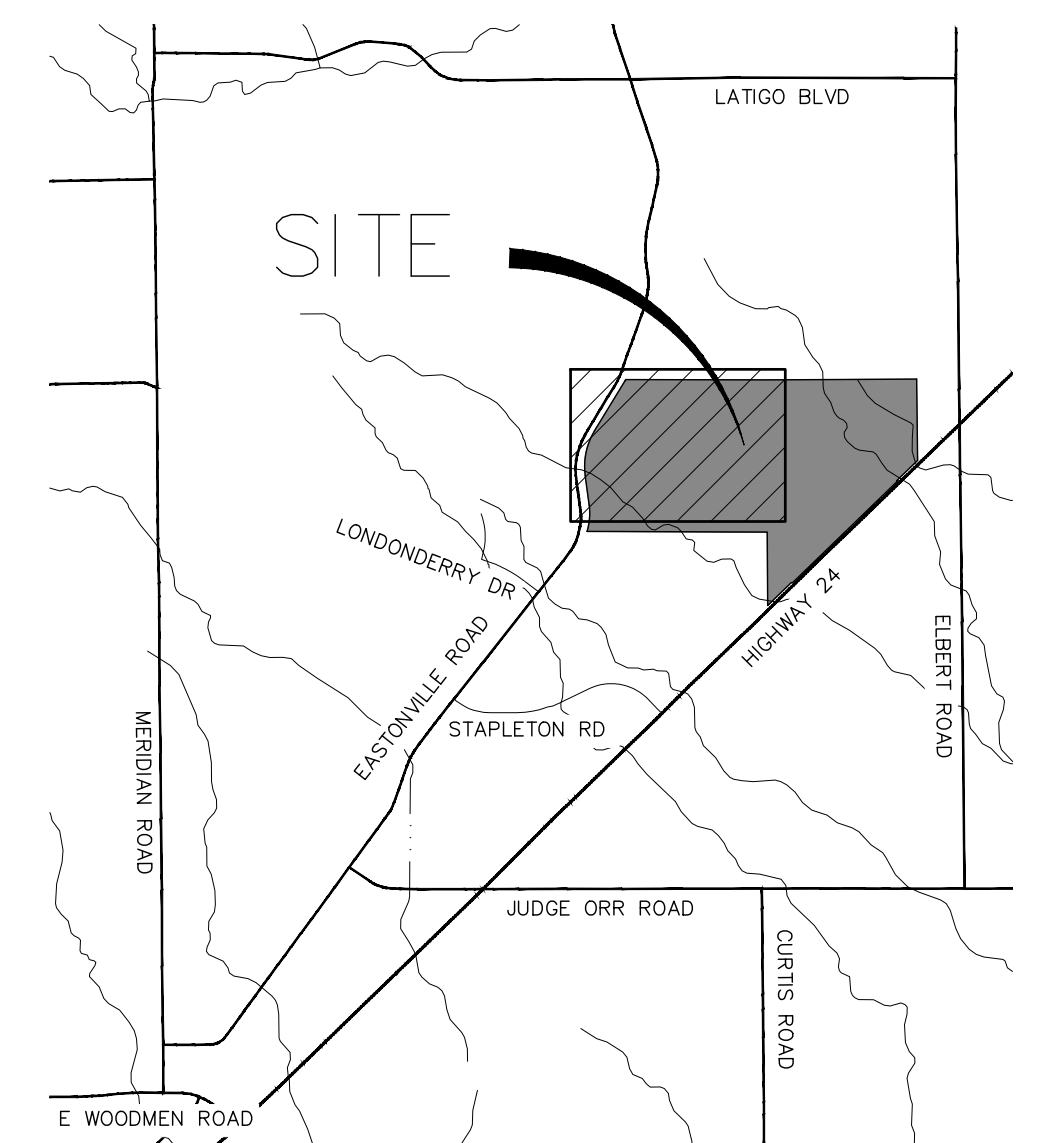 LATIGO BLVD
SITE
LONDONDERRY DR
HIGHWAY 24
EASTONVILLE ROAD
ELBERT ROAD
STAPLETON RD
MERIDIAN ROAD
JUDGE ORR ROAD
CURTIS ROAD
E WOODMEN ROAD